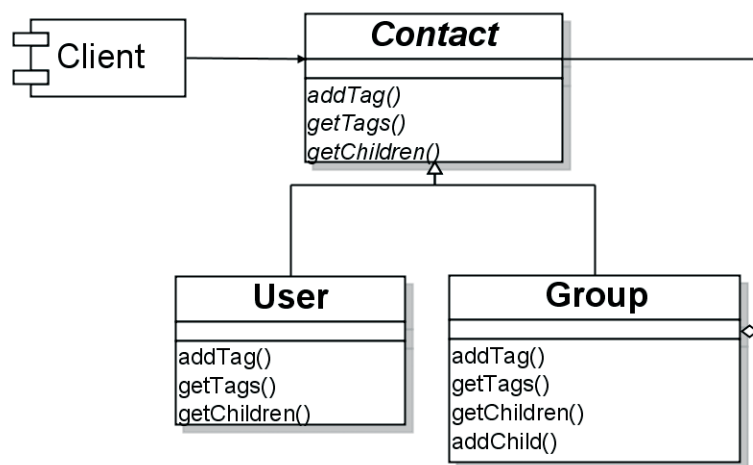 Client
Contact
addTag()
getTags()
getChildren()
User
addTag()
getTags()
getChildren()
Group
addTag()
getTags()
getChildren()
addChild()